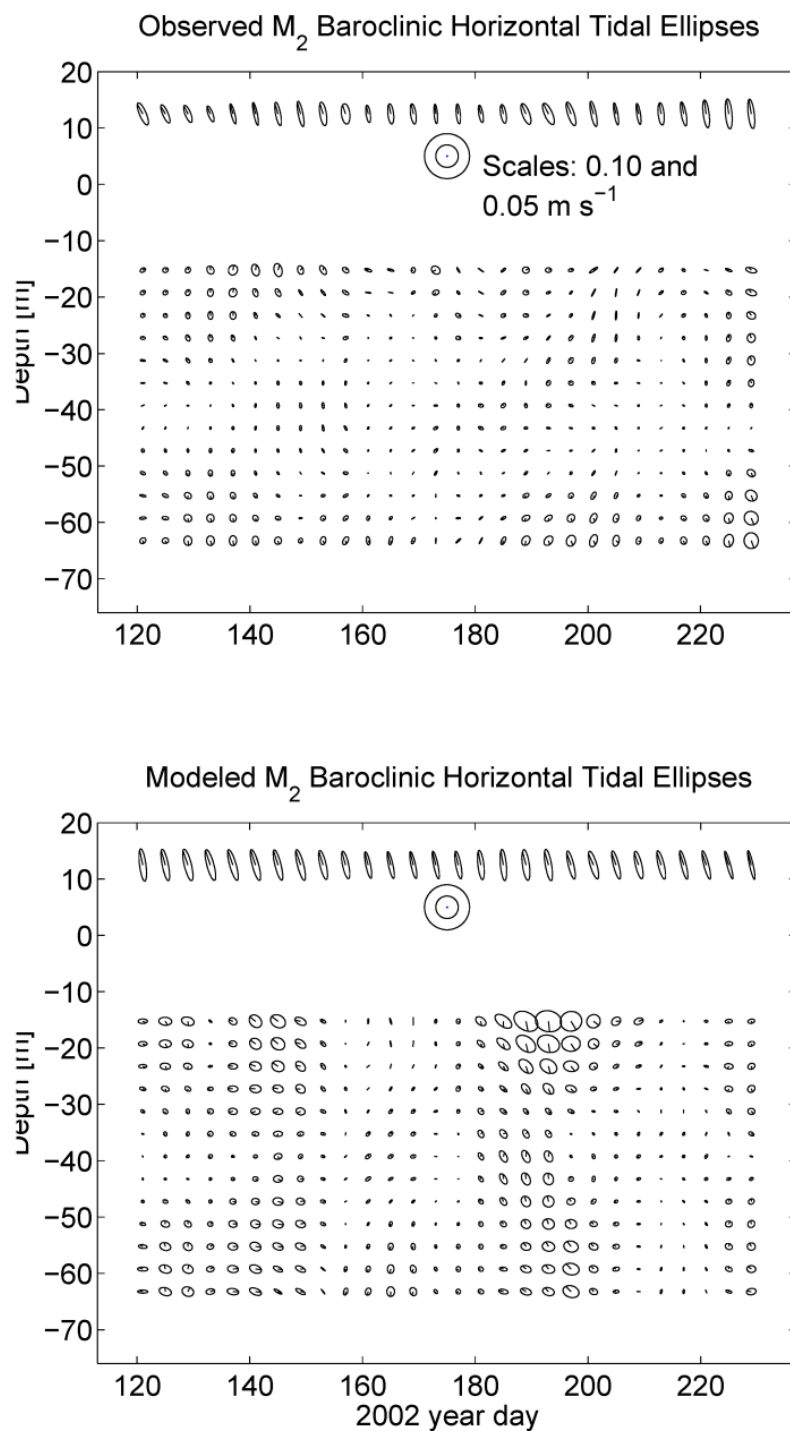 Observed M₂ Baroclinic Horizontal Tidal Ellipses
20
10
0
−10
−20
−30
−40
−50
−60
−70
Depth [m]
Scales: 0.10 and
0.05 m s⁻¹
120 140 160 180 200 220
Modeled M₂ Baroclinic Horizontal Tidal Ellipses
20
10
0
−10
−20
−30
−40
−50
−60
−70
Depth [m]
120 140 160 180 200 220
2002 year day